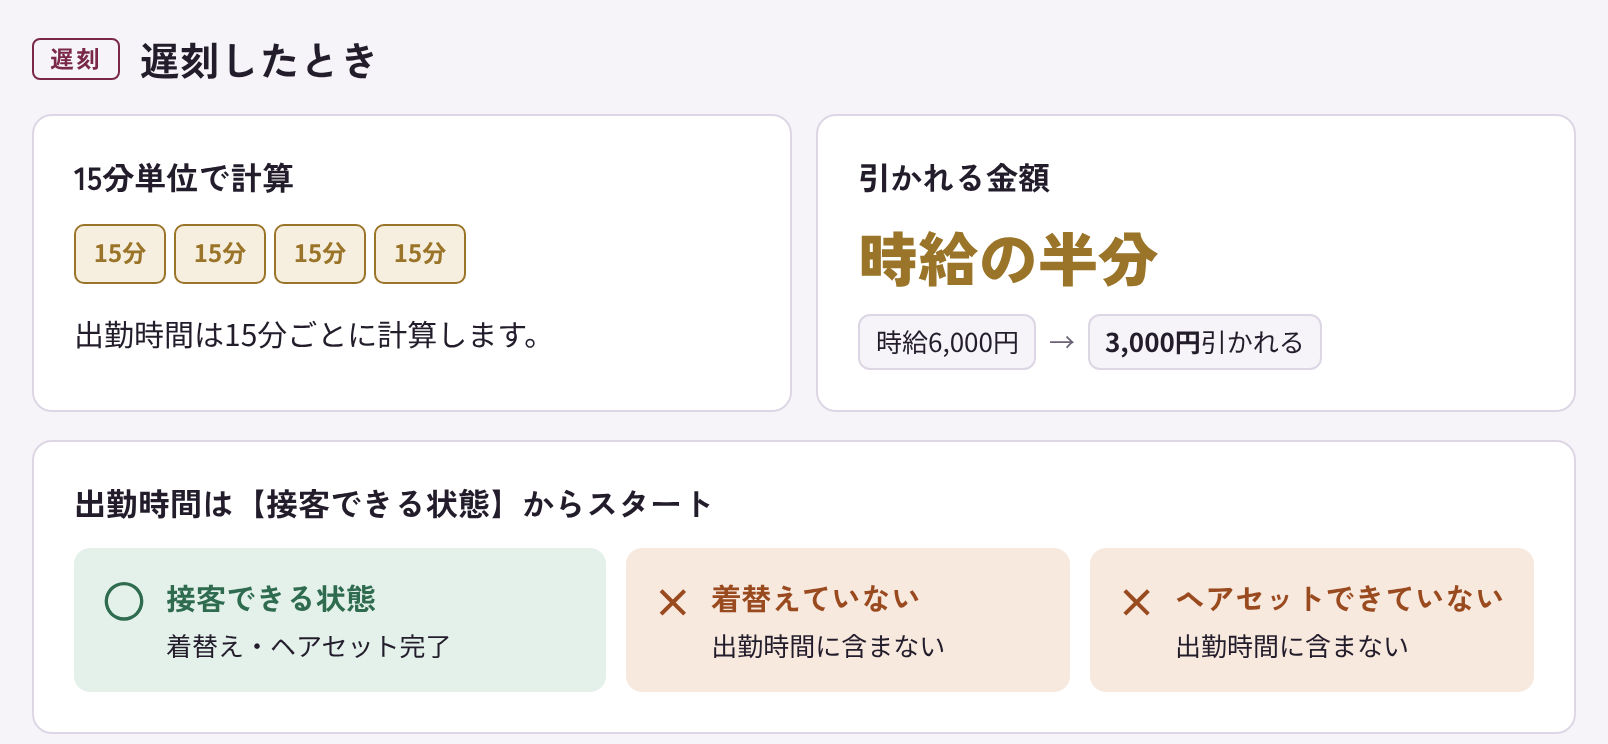 遅刻 遅刻したとき
15分単位で計算
15分 15分 15分 15分
出勤時間は15分ごとに計算します。
引かれる金額
時給の半分
時給6,000円 → 3,000円引かれる
出勤時間は【接客できる状態】からスタート
接客できる状態
着替え・ヘアセット完了
着替えていない
出勤時間に含まない
ヘアセットできていない
出勤時間に含まない